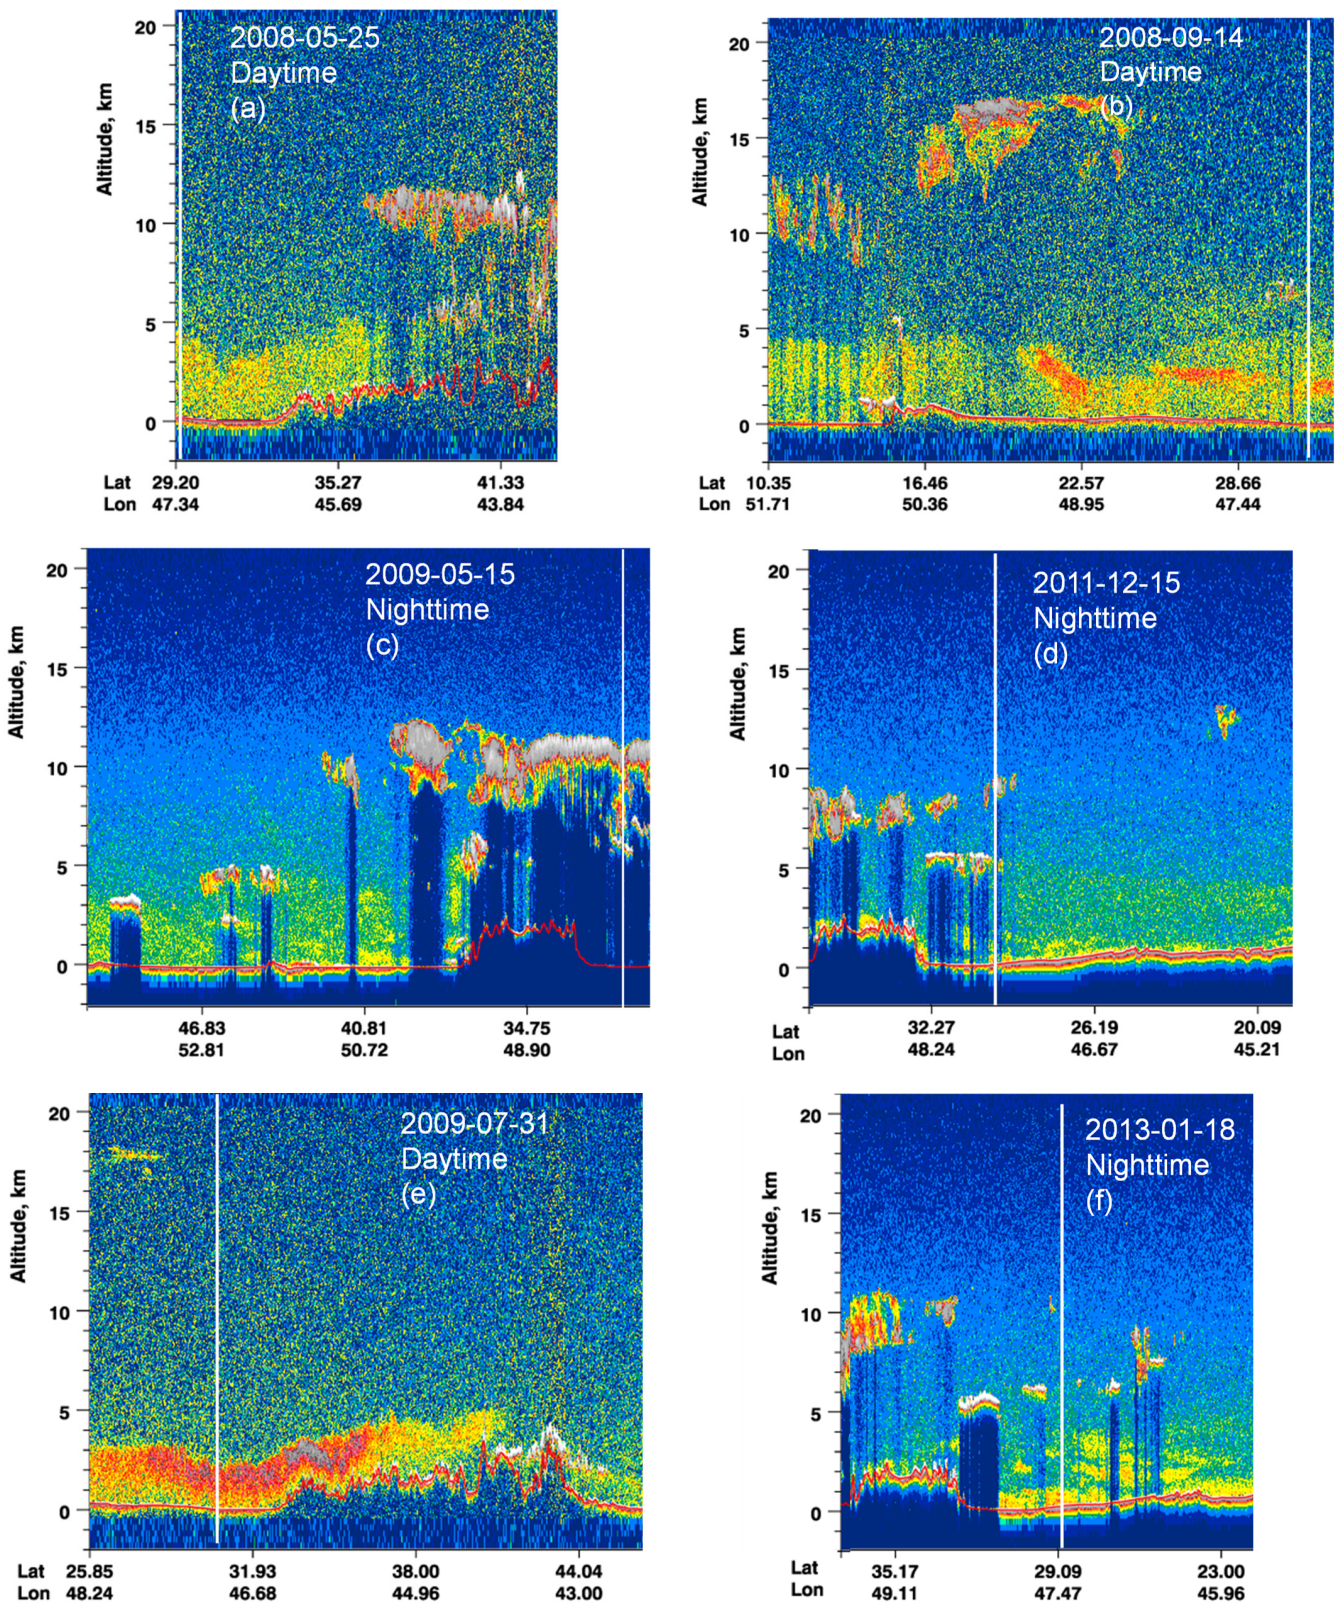 2008-05-25
Daytime
(a)
Altitude, km
20
15
10
5
0
Lat 29.20 35.27 41.33
Lon 47.34 45.69 43.84
2008-09-14
Daytime
(b)
Altitude, km
20
15
10
5
0
Lat 10.35 16.46 22.57 28.66
Lon 51.71 50.36 48.95 47.44
2009-05-15
Nighttime
(c)
Altitude, km
20
15
10
5
0
46.83 40.81 34.75
52.81 50.72 48.90
2011-12-15
Nighttime
(d)
Altitude, km
20
15
10
5
0
Lat 32.27 26.19 20.09
Lon 48.24 46.67 45.21
2009-07-31
Daytime
(e)
Altitude, km
20
15
10
5
0
Lat 25.85 31.93 38.00 44.04
Lon 48.24 46.68 44.96 43.00
2013-01-18
Nighttime
(f)
Altitude, km
20
15
10
5
0
Lat 35.17 29.09 23.00
Lon 49.11 47.47 45.96